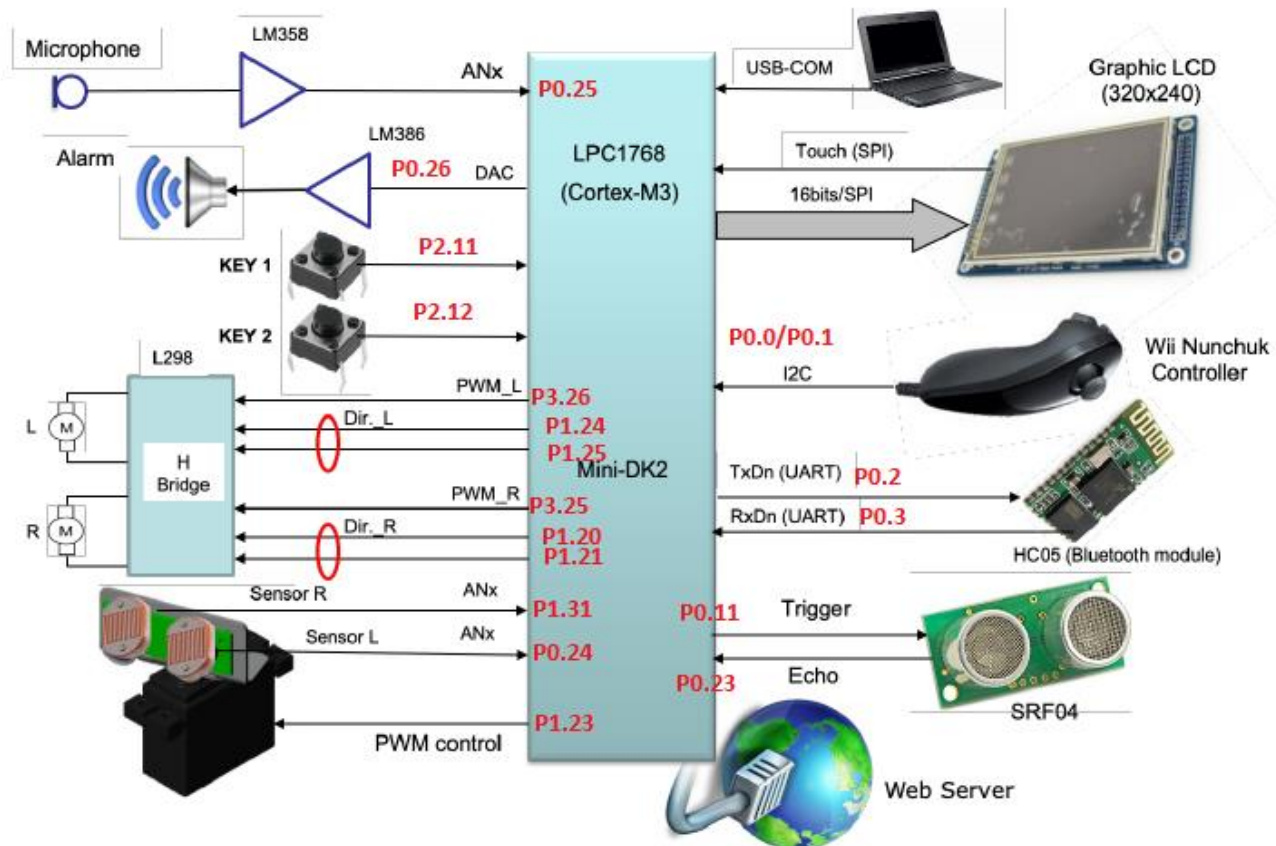 Microphone
LM358
ANx
P0.25
USB-COM
Graphic LCD
(320x240)
LM386
Alarm
P0.26
DAC
LPC1768
(Cortex-M3)
Touch (SPI)
16bits/SPI
KEY 1
P2.11
KEY 2
P2.12
P0.0/P0.1
I2C
Wii Nunchuk
Controller
L298
PWM_L
P3.26
Dir._L
P1.24
P1.25
L
M
H
Bridge
Mini-DK2
TxDn (UART)
P0.2
RxDn (UART)
P0.3
HC05 (Bluetooth module)
PWM_R
P3.25
R
M
Dir._R
P1.20
P1.21
Sensor R
ANx
P1.31
Sensor L
ANx
P0.24
P0.11
Trigger
Echo
P0.23
SRF04
P1.23
PWM control
Web Server